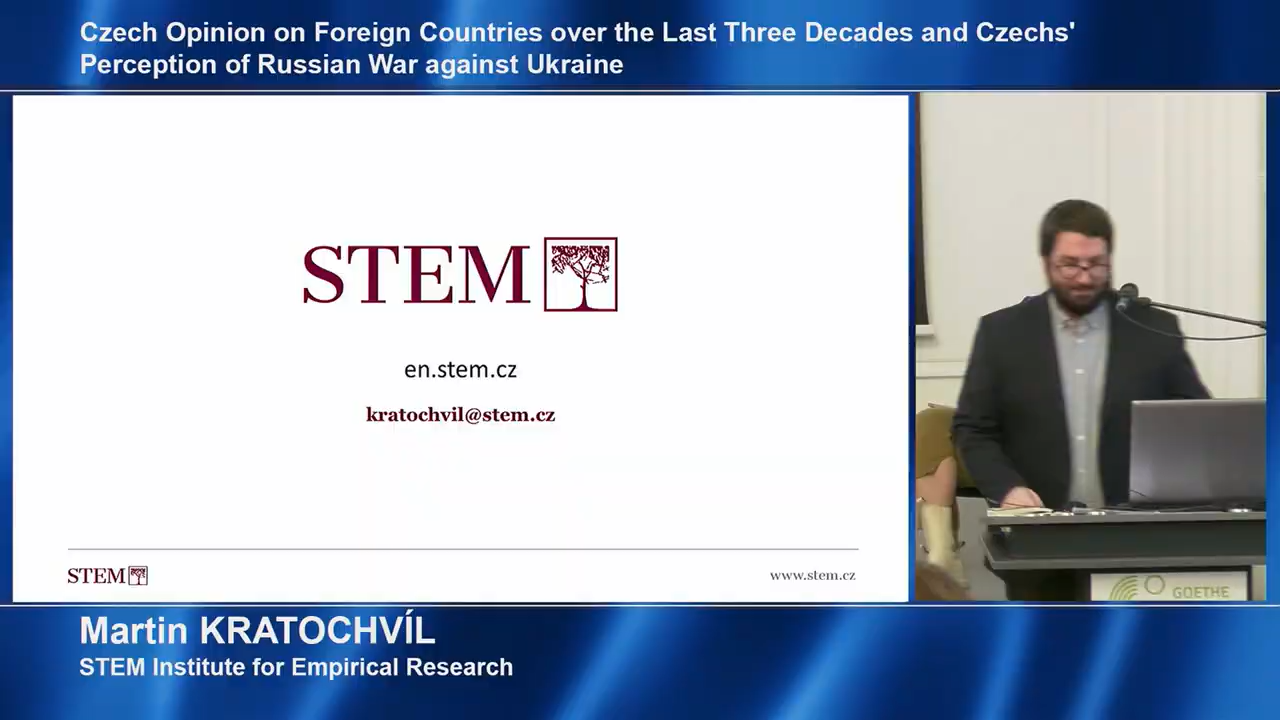 Czech Opinion on Foreign Countries over the Last Three Decades and Czechs'
Perception of Russian War against Ukraine
STEM
en.stem.cz
kratochvil@stem.cz
STEM
www.stem.cz
GOETHE
Martin KRATOCHVÍL
STEM Institute for Empirical Research